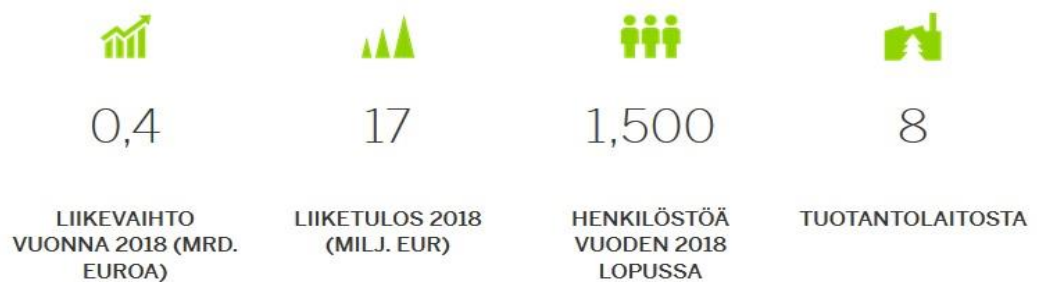 0,4
17
1,500
8
LIIKEVAIHTO
VUONNA 2018 (MRD.
EUROA)
LIIKETULOS 2018
(MILJ. EUR)
HENKILÖSTÖÄ
VUODEN 2018
LOPUSSA
TUOTANTOLAITOSTA